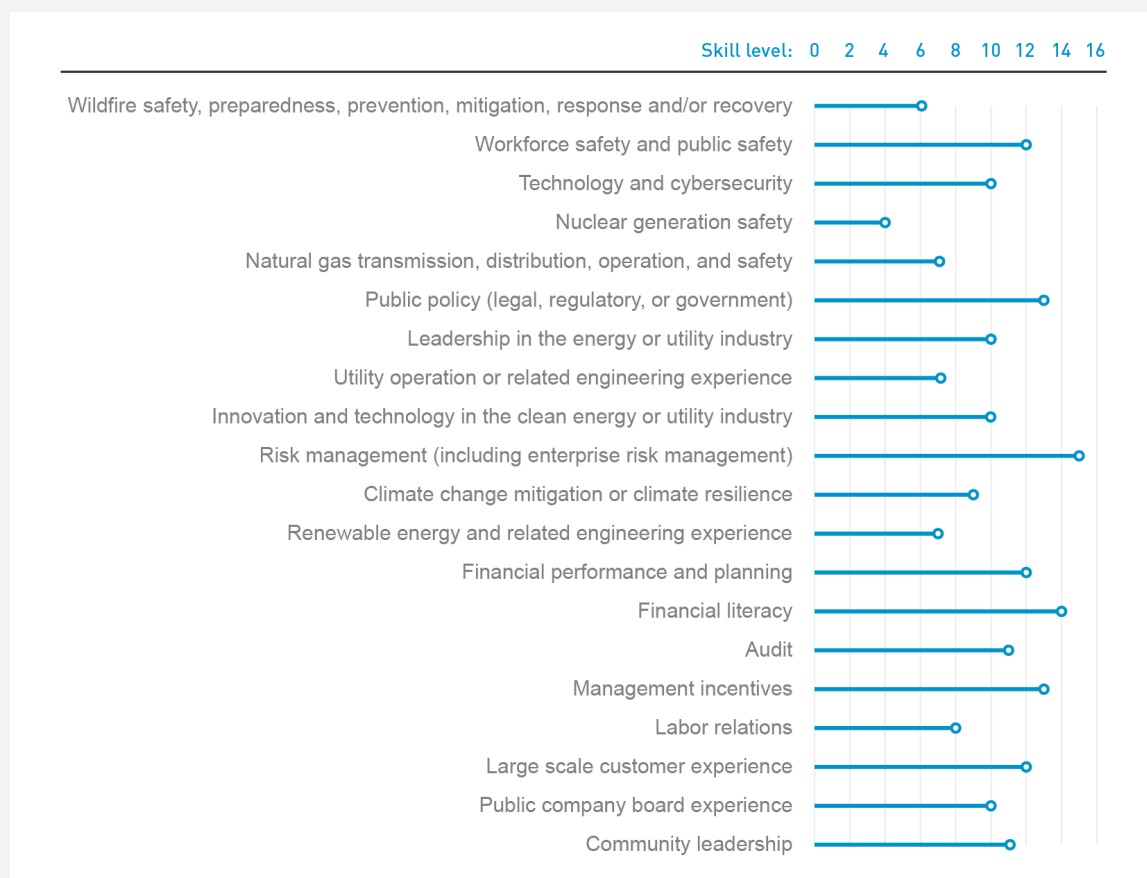 Skill level: 0 2 4 6 8 10 12 14 16
Wildfire safety, preparedness, prevention, mitigation, response and/or recovery
Workforce safety and public safety
Technology and cybersecurity
Nuclear generation safety
Natural gas transmission, distribution, operation, and safety
Public policy (legal, regulatory, or government)
Leadership in the energy or utility industry
Utility operation or related engineering experience
Innovation and technology in the clean energy or utility industry
Risk management (including enterprise risk management)
Climate change mitigation or climate resilience
Renewable energy and related engineering experience
Financial performance and planning
Financial literacy
Audit
Management incentives
Labor relations
Large scale customer experience
Public company board experience
Community leadership